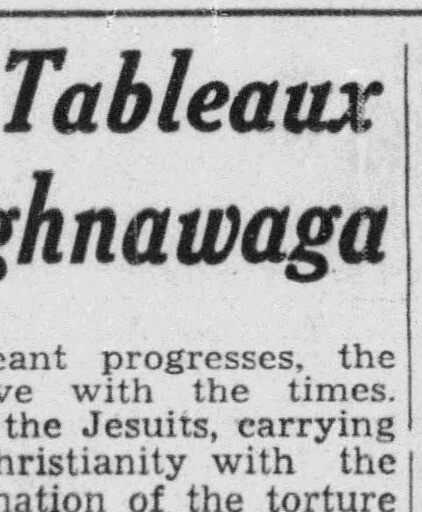 Tableaux
ghnawaga
eant progresses, the
ve with the times.
the Jesuits, carrying
hristianity with the
nation of the torture